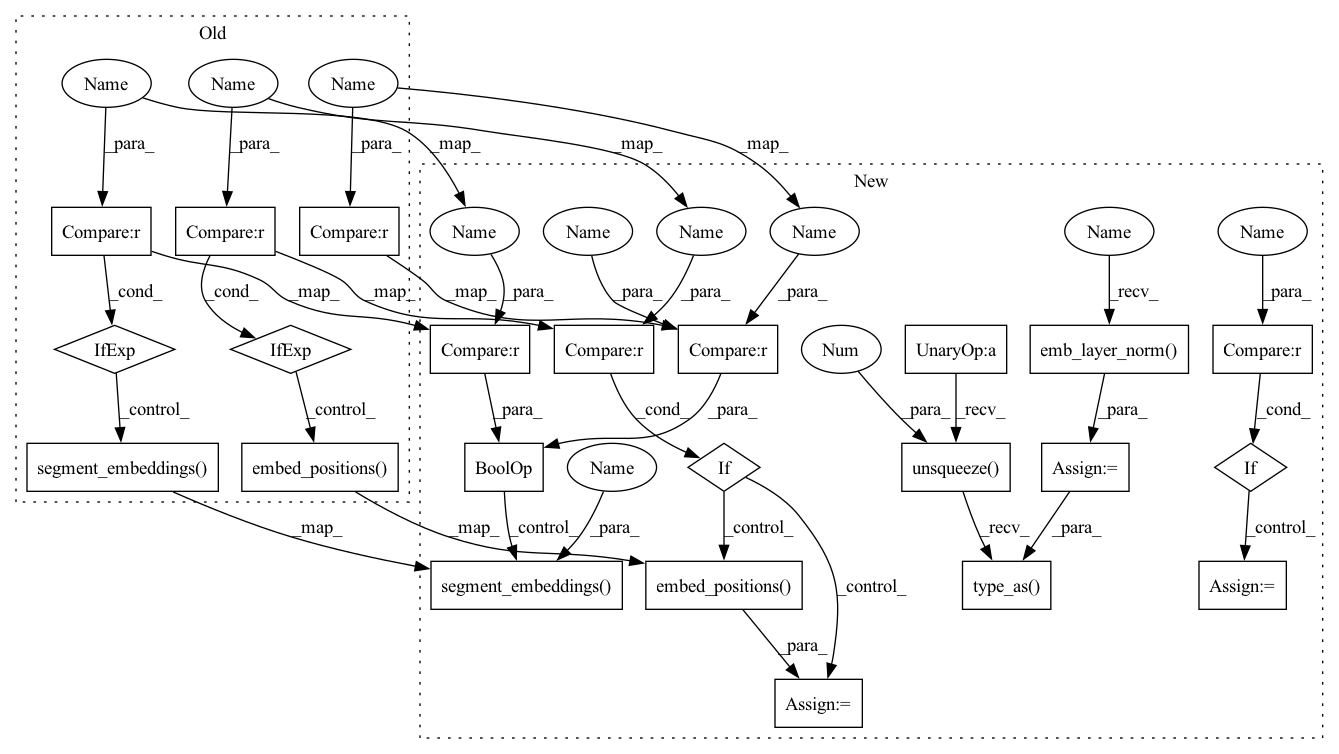 Old
Name Name Name
_para_ _para_ _para_ _map_ _map_ _map_
New
Compare:r Compare:r Compare:r Name Name Name Name Name Name
_cond_ _cond_ _map_ _map_ _map_ _para_ _para_ _para_ _para_ _recv_ _para_
IfExp IfExp Compare:r Compare:r Compare:r Num UnaryOp:a emb_layer_norm() Compare:r
_control_ _control_ _para_ _cond_ _para_ _para_ _recv_ _para_ _cond_
segment_embeddings() embed_positions() BoolOp Name If unsqueeze() Assign:= If
_map_ _map_ _control_ _para_ _control_ _recv_ _para_ _control_
segment_embeddings() embed_positions() _control_ type_as() Assign:=
_para_
Assign:=